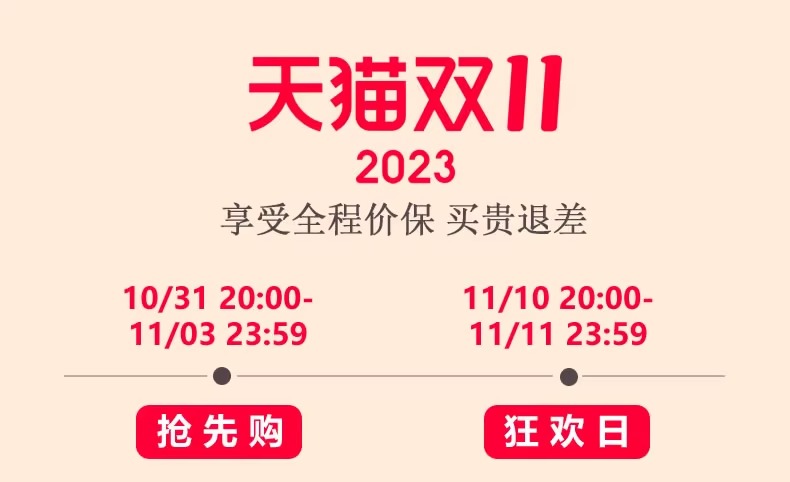 天猫双11
2023
享受全程价保 买贵退差
10/31 20:00-
11/03 23:59
11/10 20:00-
11/11 23:59
抢先购
狂欢日